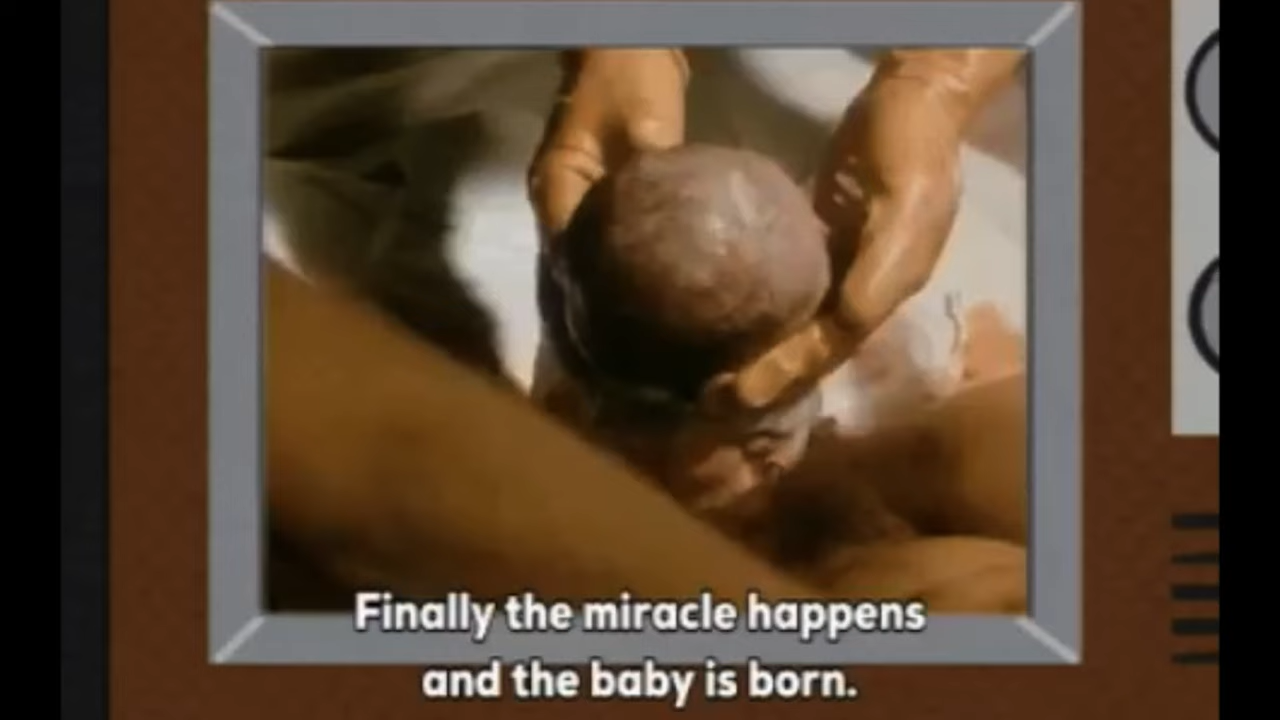 Finally the miracle happens
and the baby is born.